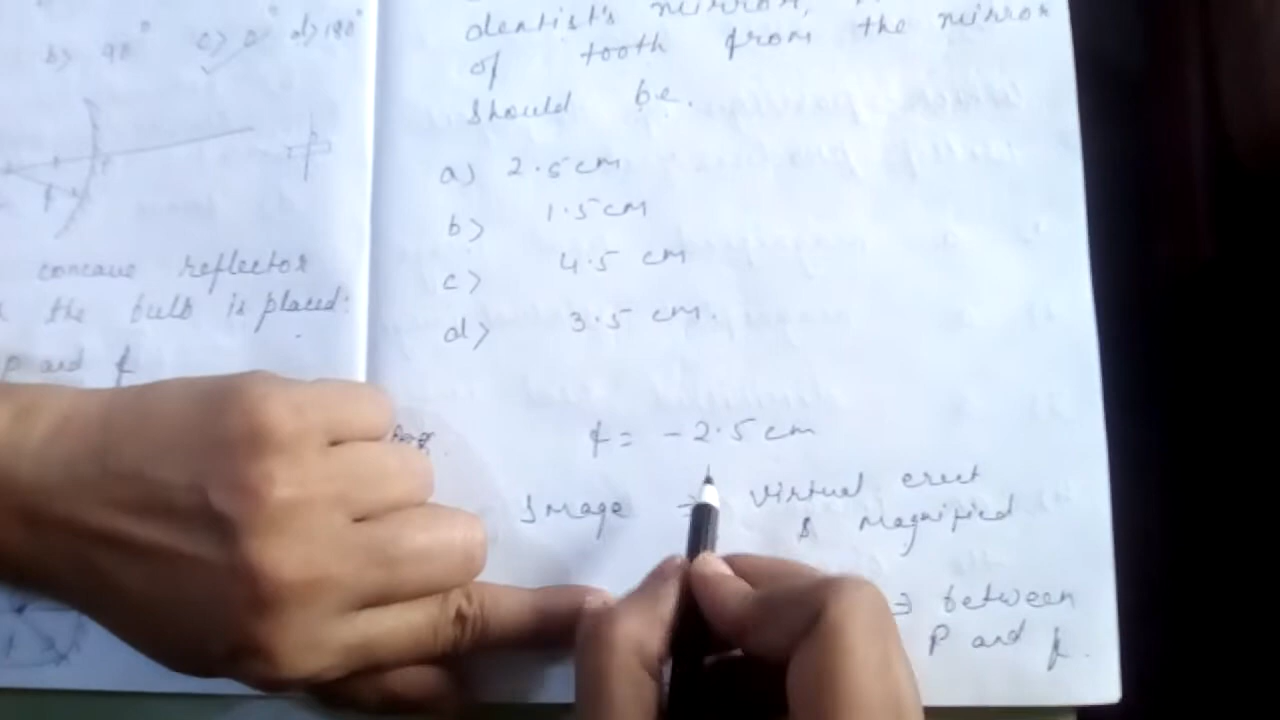 b> 90° c> 0° d> 180°
concave reflector
the bulb is placed:
P and f
dentist's mirror,
of tooth from the mirror
should be.
a) 2.5 cm
b> 1.5 cm
c> 4.5 cm
d> 3.5 cm.
f = -2.5 cm
Image → virtual erect
& magnified
between
P and f.